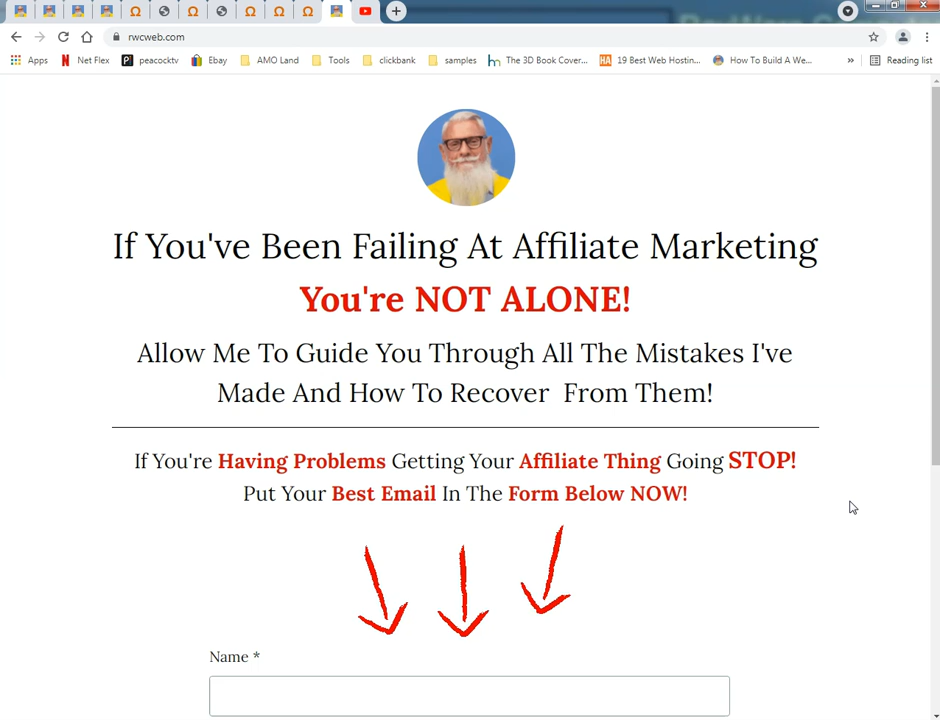 rwcweb.com
Apps
Net Flex
peacocktv
Ebay
AMO Land
Tools
clickbank
samples
The 3D Book Cover...
19 Best Web Hostin...
How To Build A We...
Reading list
If You've Been Failing At Affiliate Marketing
You're NOT ALONE!
Allow Me To Guide You Through All The Mistakes I've
Made And How To Recover From Them!
If You're Having Problems Getting Your Affiliate Thing Going STOP!
Put Your Best Email In The Form Below NOW!
Name *